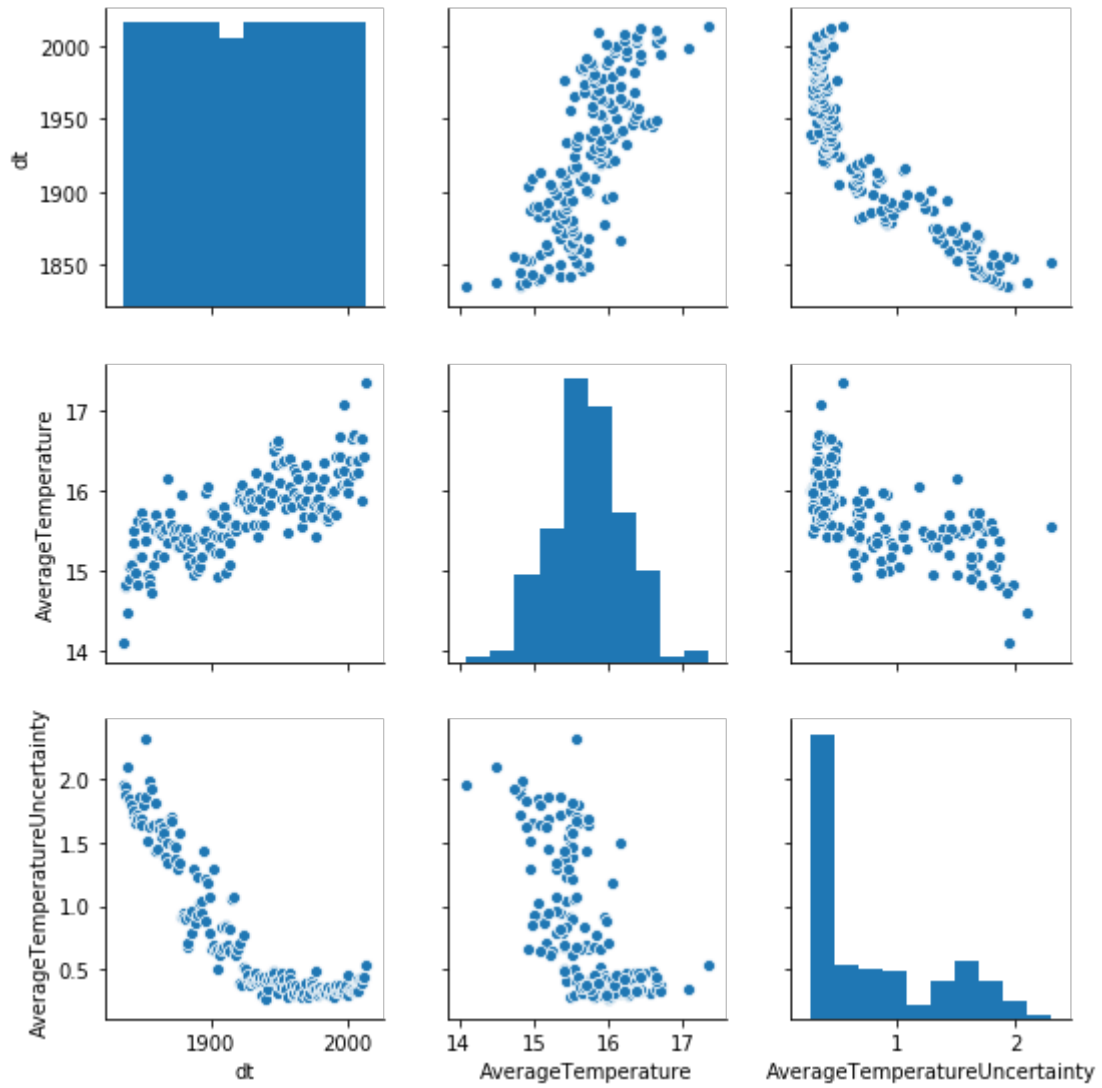 2000
1950
1900
1850
dt
17
16
15
14
AverageTemperature
2.0
1.5
1.0
0.5
AverageTemperatureUncertainty
1900 2000
dt
14 15 16 17
AverageTemperature
1 2
AverageTemperatureUncertainty